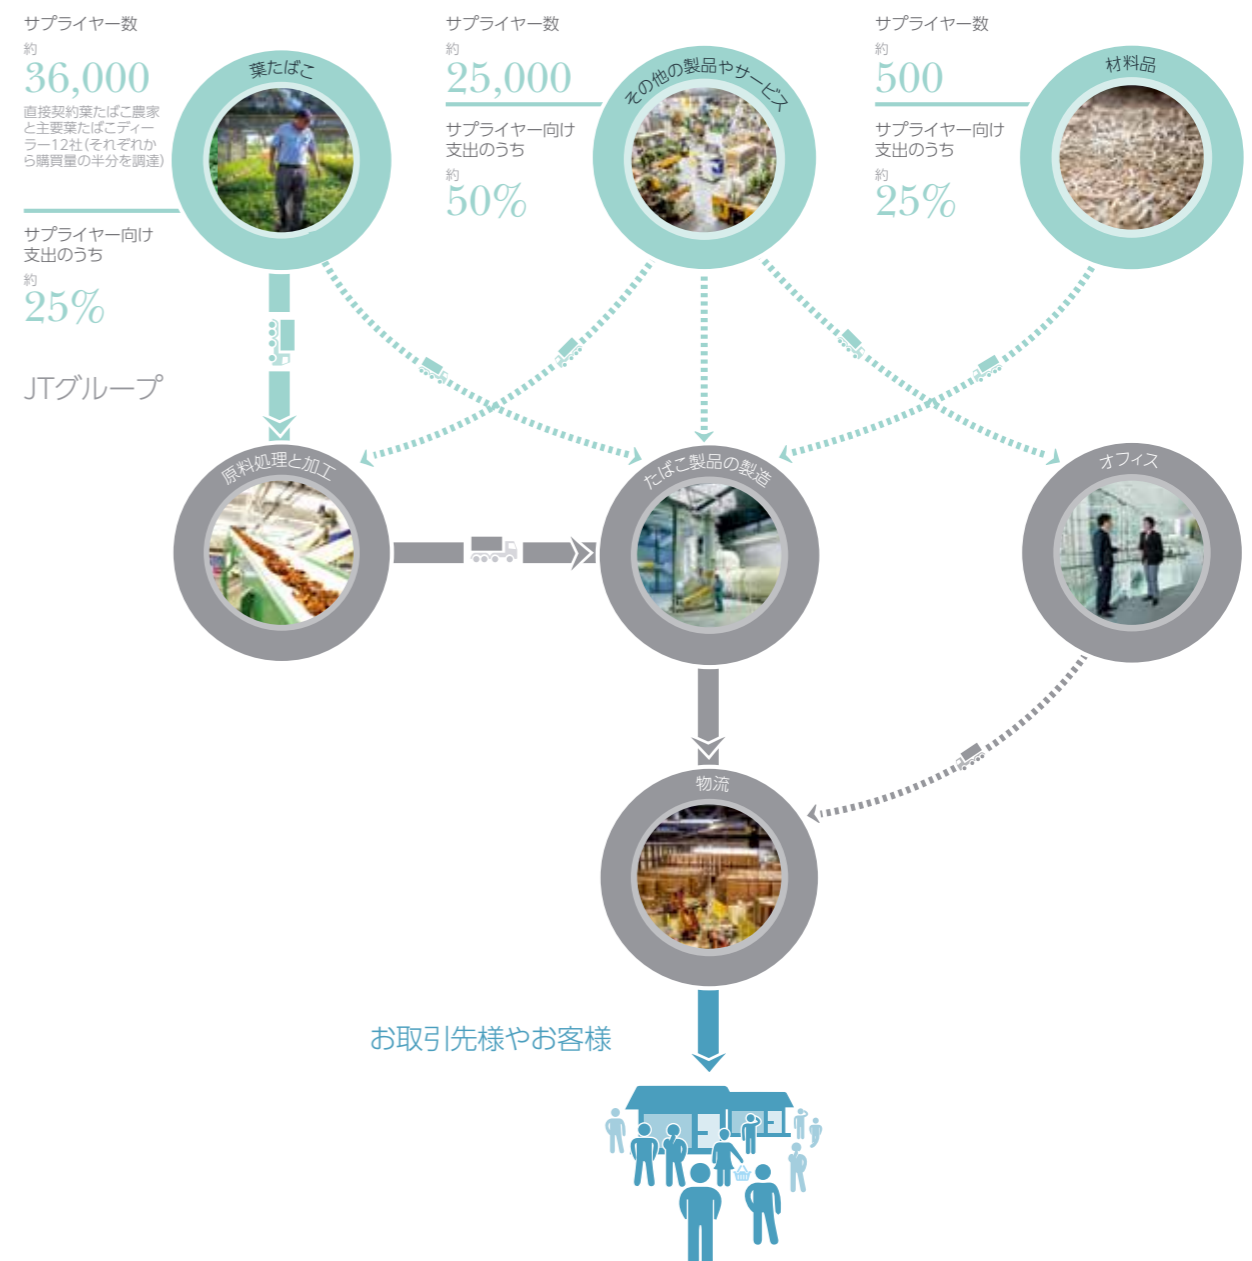 サプライヤー数
約
36,000
直接契約葉たばこ農家
と主要葉たばこディー
ラー12社(それぞれか
ら購買量の半分を調達)
サプライヤー向け
支出のうち
約
25%
葉たばこ
サプライヤー数
約
25,000
サプライヤー向け
支出のうち
約
50%
その他の製品やサービス
サプライヤー数
約
500
サプライヤー向け
支出のうち
約
25%
材料品
JTグループ
原料処理と加工
たばこ製品の製造
オフィス
物流
お取引先様やお客様